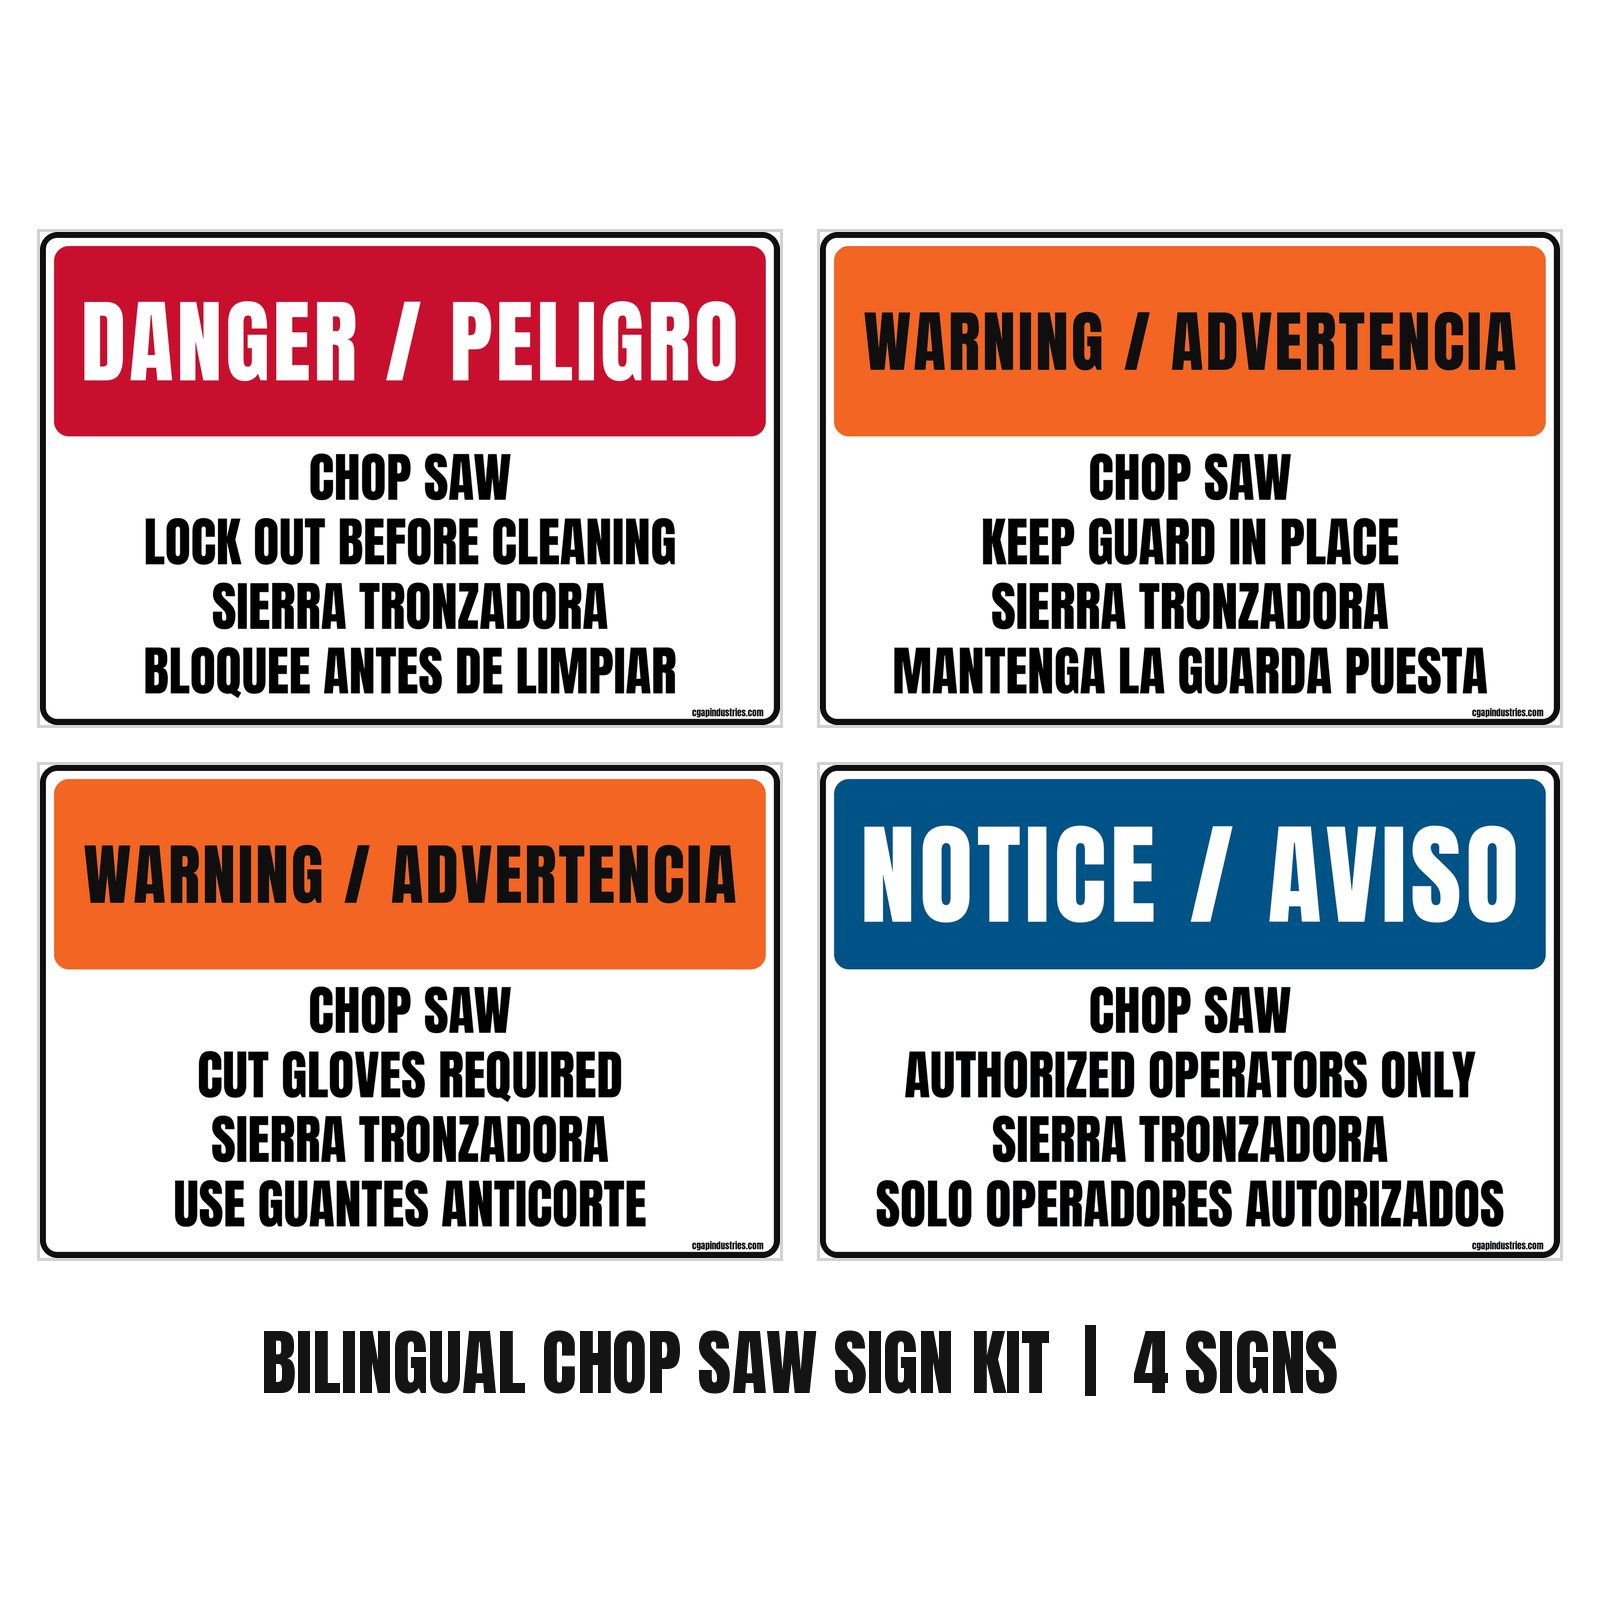 DANGER / PELIGRO
CHOP SAW
LOCK OUT BEFORE CLEANING
SIERRA TRONZADORA
BLOQUEE ANTES DE LIMPIAR
cgapindustries.com
WARNING / ADVERTENCIA
CHOP SAW
KEEP GUARD IN PLACE
SIERRA TRONZADORA
MANTENGA LA GUARDA PUESTA
cgapindustries.com
WARNING / ADVERTENCIA
CHOP SAW
CUT GLOVES REQUIRED
SIERRA TRONZADORA
USE GUANTES ANTICORTE
cgapindustries.com
NOTICE / AVISO
CHOP SAW
AUTHORIZED OPERATORS ONLY
SIERRA TRONZADORA
SOLO OPERADORES AUTORIZADOS
cgapindustries.com
BILINGUAL CHOP SAW SIGN KIT | 4 SIGNS